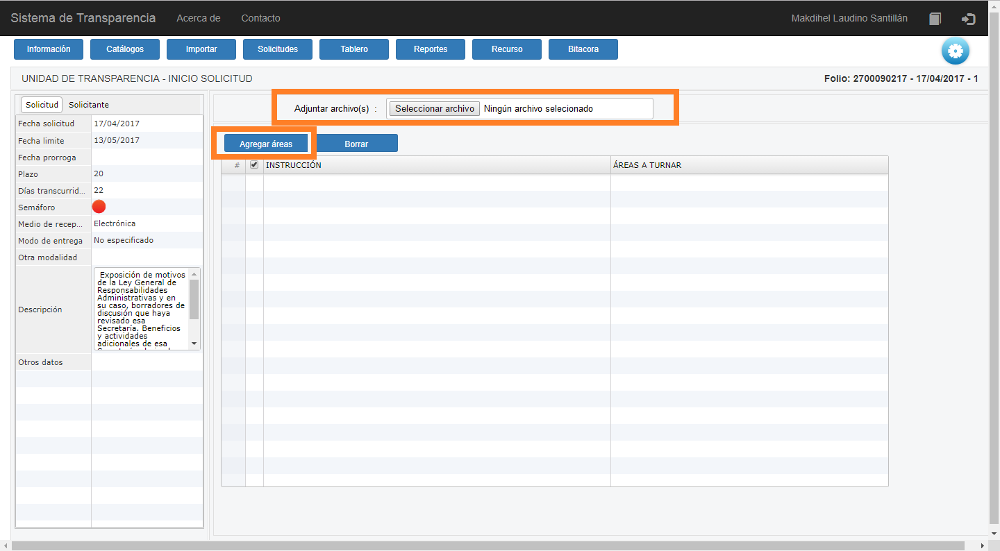 Sistema de Transparencia Acerca de Contacto Makdihel Laudino Santillán
Información Catálogos Importar Solicitudes Tablero Reportes Recurso Bitacora
UNIDAD DE TRANSPARENCIA - INICIO SOLICITUD Folio: 2700090217 - 17/04/2017 - 1
Solicitud Solicitante
Fecha solicitud 17/04/2017
Fecha limite 13/05/2017
Fecha prorroga
Plazo 20
Días transcurrid... 22
Semáforo
Medio de recep... Electrónica
Modo de entrega No especificado
Otra modalidad
Descripción
Exposición de motivos
de la Ley General de
Responsabilidades
Administrativas y en
su caso, borradores de
discusión que haya
revisado esa
Secretaría. Beneficios
y actividades
adicionales de esa
Otros datos
Adjuntar archivo(s) : Seleccionar archivo Ningún archivo selecionado
Agregar áreas Borrar
# INSTRUCCIÓN ÁREAS A TURNAR